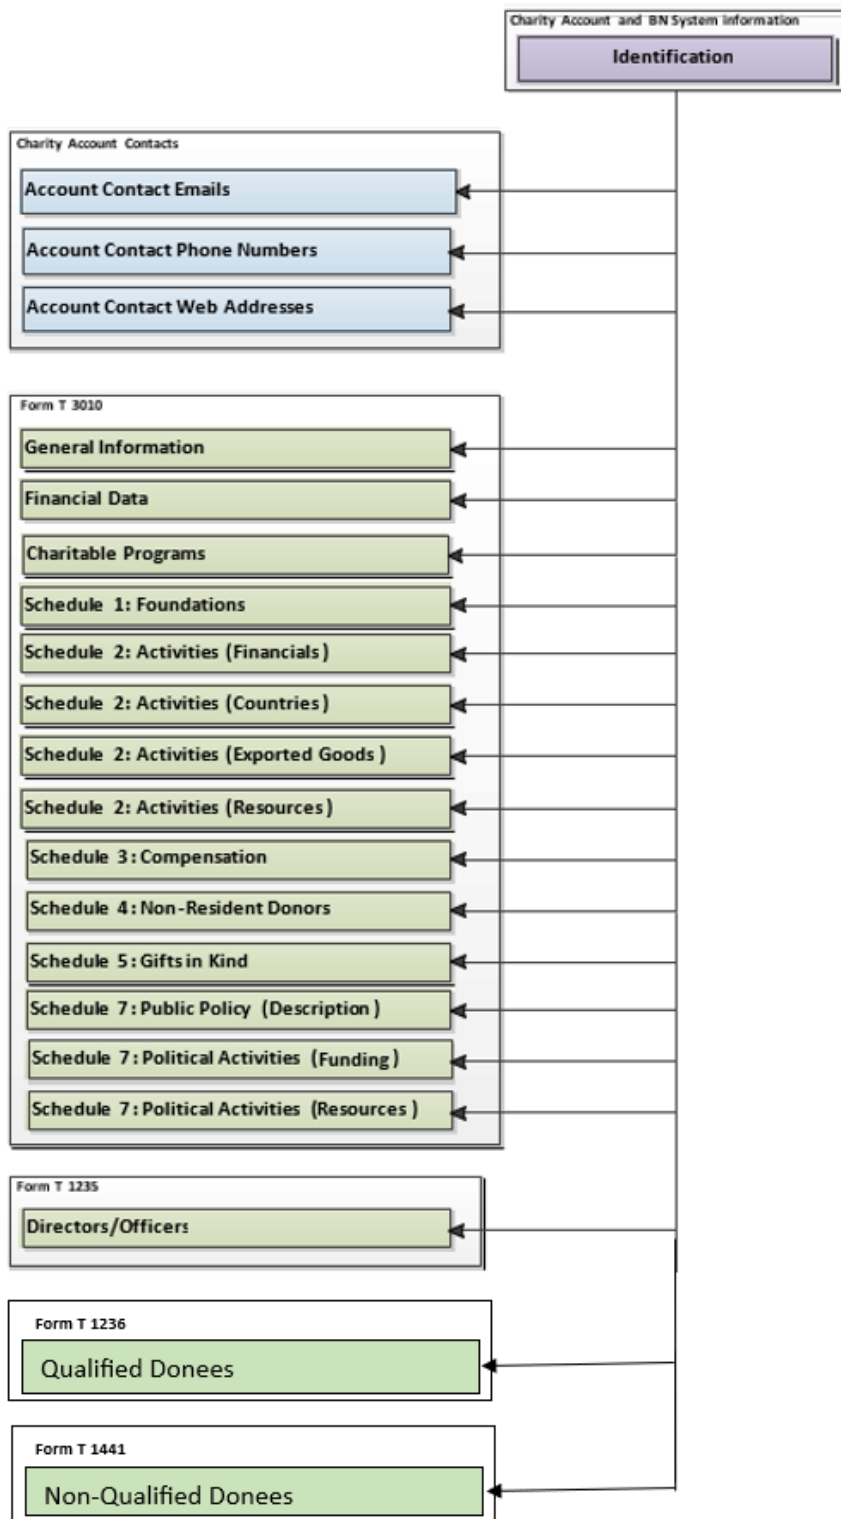 Charity Account and BN System information
Identification
Charity Account Contacts
Account Contact Emails
Account Contact Phone Numbers
Account Contact Web Addresses
Form T 3010
General Information
Financial Data
Charitable Programs
Schedule 1: Foundations
Schedule 2: Activities (Financials)
Schedule 2: Activities (Countries)
Schedule 2: Activities (Exported Goods)
Schedule 2: Activities (Resources)
Schedule 3: Compensation
Schedule 4: Non-Resident Donors
Schedule 5: Gifts in Kind
Schedule 7: Public Policy (Description)
Schedule 7: Political Activities (Funding)
Schedule 7: Political Activities (Resources)
Form T 1235
Directors/Officers
Form T 1236
Qualified Donees
Form T 1441
Non-Qualified Donees